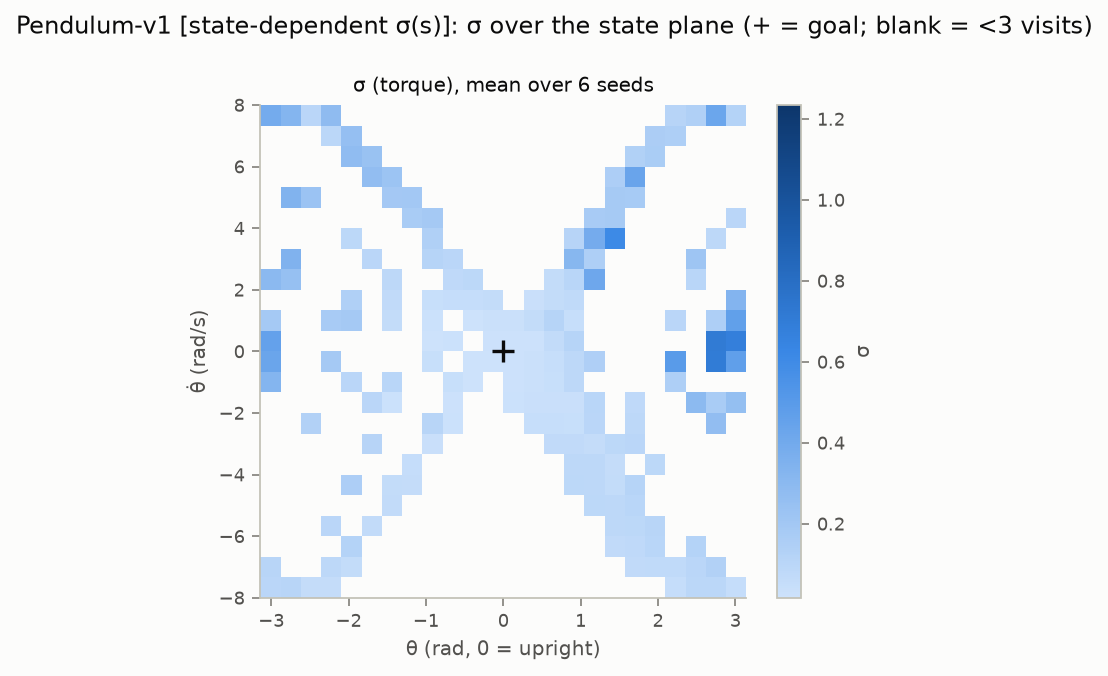 Pendulum-v1 [state-dependent σ(s)]: σ over the state plane (+ = goal; blank = <3 visits)
σ (torque), mean over 6 seeds
8
6
4
2
0
−2
−4
−6
−8
θ̇ (rad/s)
−3 −2 −1 0 1 2 3
θ (rad, 0 = upright)
1.2
1.0
0.8
0.6
0.4
0.2
σ